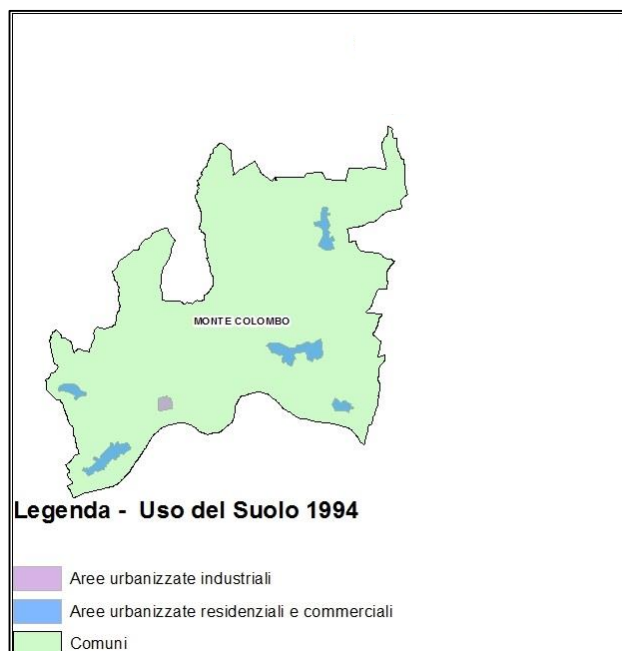 MONTE COLOMBO
Legenda - Uso del Suolo 1994
Aree urbanizzate industriali
Aree urbanizzate residenziali e commerciali
Comuni